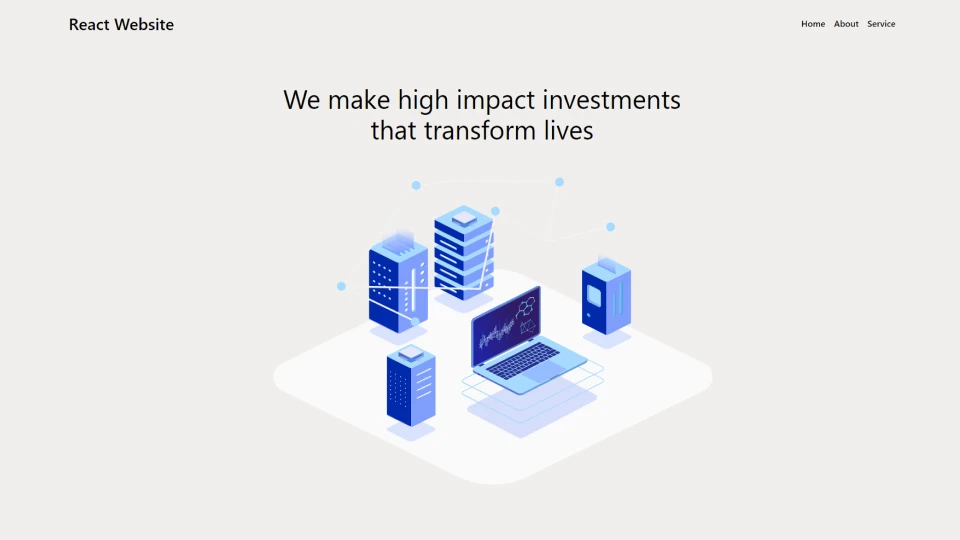 React Website
Home About Service
We make high impact investments
that transform lives